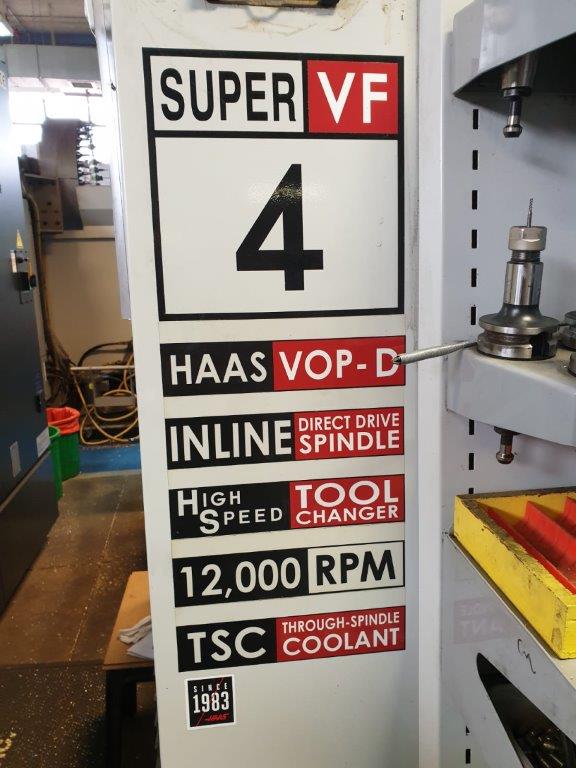 SUPER VF
4
HAAS VOP-D
INLINE DIRECT DRIVE
SPINDLE
HIGH
SPEED TOOL
CHANGER
12,000 RPM
TSC THROUGH-SPINDLE
COOLANT
SINCE
1983
HAAS